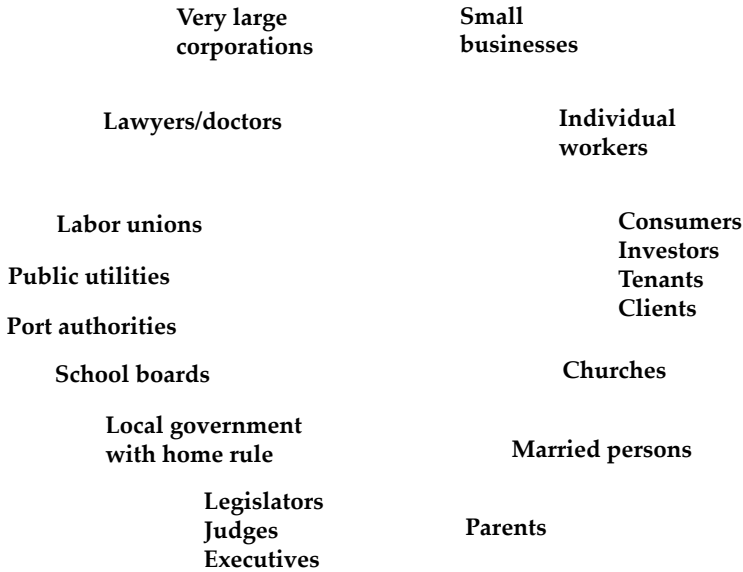 Very large
corporations
Small
businesses
Lawyers/doctors
Individual
workers
Labor unions
Consumers
Investors
Tenants
Clients
Public utilities
Port authorities
School boards
Churches
Local government
with home rule
Married persons
Legislators
Judges
Executives
Parents